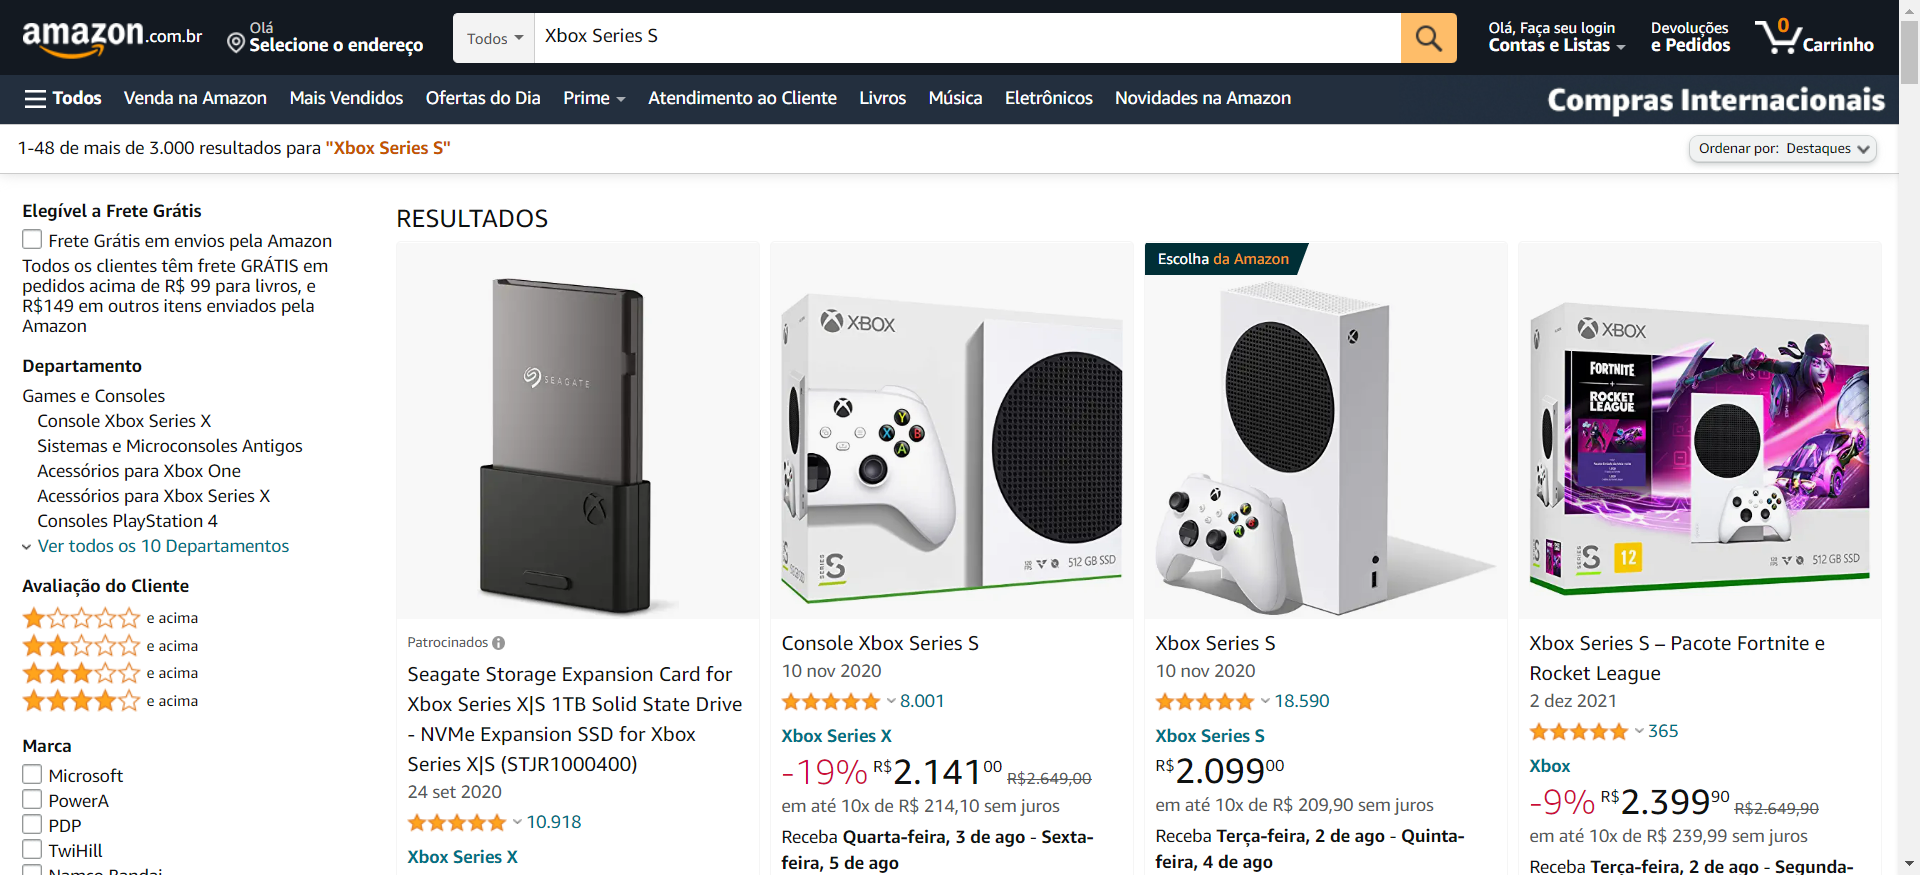 amazon.com.br
Olá
Selecione o endereço
Todos
Xbox Series S
Olá, Faça seu login
Contas e Listas
Devoluções
e Pedidos
0
Carrinho
Todos
Venda na Amazon
Mais Vendidos
Ofertas do Dia
Prime
Atendimento ao Cliente
Livros
Música
Eletrônicos
Novidades na Amazon
Compras Internacionais
1-48 de mais de 3.000 resultados para "Xbox Series S"
Ordenar por: Destaques
Elegível a Frete Grátis
Frete Grátis em envios pela Amazon
Todos os clientes têm frete GRÁTIS em
pedidos acima de R$ 99 para livros, e
R$149 em outros itens enviados pela
Amazon
Departamento
Games e Consoles
Console Xbox Series X
Sistemas e Microconsoles Antigos
Acessórios para Xbox One
Acessórios para Xbox Series X
Consoles PlayStation 4
Ver todos os 10 Departamentos
Avaliação do Cliente
e acima
e acima
e acima
e acima
Marca
Microsoft
PowerA
PDP
TwiHill
Namco Bandai
RESULTADOS
SEAGATE
Patrocinados
Seagate Storage Expansion Card for
Xbox Series X|S 1TB Solid State Drive
- NVMe Expansion SSD for Xbox
Series X|S (STJR1000400)
24 set 2020
10.918
Xbox Series X
XBOX
Y
X
B
A
SERIES
S
512 GB SSD
Console Xbox Series S
10 nov 2020
8.001
Xbox Series X
-19% R$2.14100 R$2.649,00
em até 10x de R$ 214,10 sem juros
Receba Quarta-feira, 3 de ago - Sexta-
feira, 5 de ago
Escolha da Amazon
Xbox Series S
10 nov 2020
18.590
Xbox Series S
R$2.09900
em até 10x de R$ 209,90 sem juros
Receba Terça-feira, 2 de ago - Quinta-
feira, 4 de ago
XBOX
FORTNITE
+
ROCKET
LEAGUE
SERIES
S
12
512 GB SSD
Xbox Series S – Pacote Fortnite e
Rocket League
2 dez 2021
365
Xbox
-9% R$2.39990 R$2.649,90
em até 10x de R$ 239,99 sem juros
Receba Terça-feira, 2 de ago - Segunda-